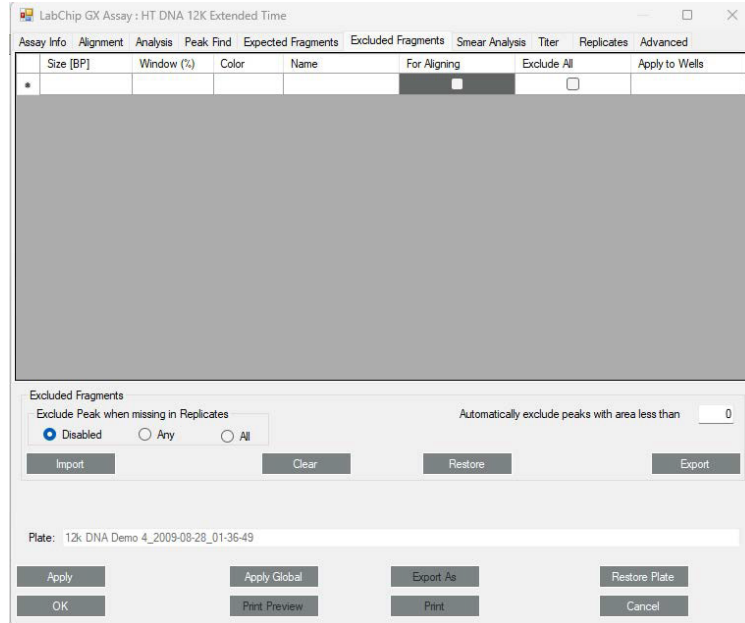 LabChip GX Assay : HT DNA 12K Extended Time
Assay Info Alignment Analysis Peak Find Expected Fragments Excluded Fragments Smear Analysis Titer Replicates Advanced
Size [BP] Window (%) Color Name For Aligning Exclude All Apply to Wells
*
Excluded Fragments
Exclude Peak when missing in Replicates
Automatically exclude peaks with area less than 0
Disabled Any All
Import Clear Restore Export
Plate: 12k DNA Demo 4_2009-08-28_01-36-49
Apply Apply Global Export As Restore Plate
OK Print Preview Print Cancel